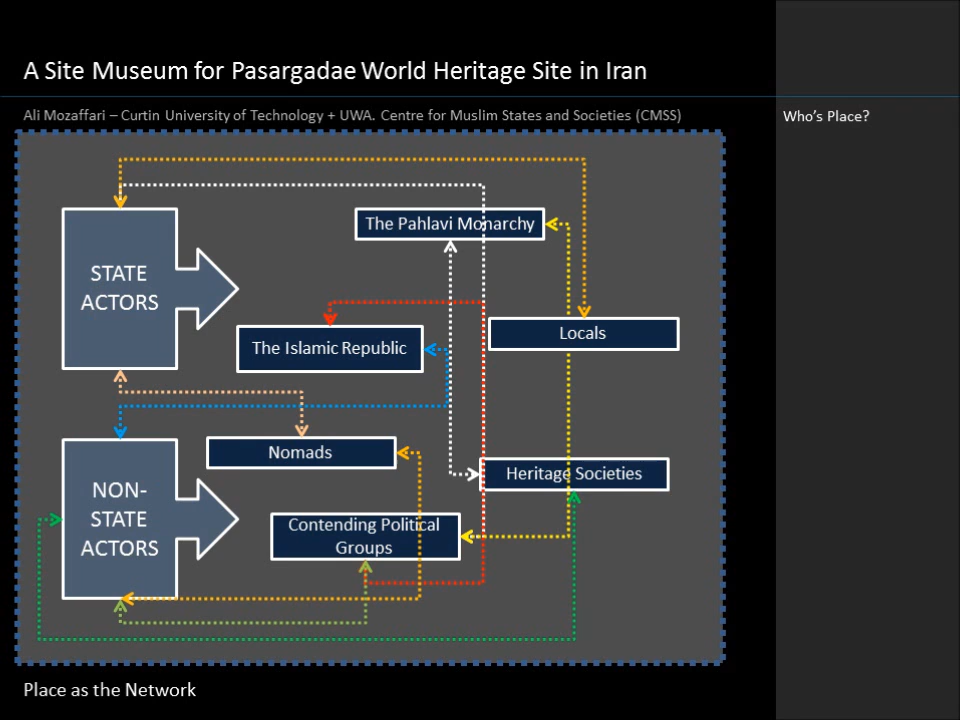 A Site Museum for Pasargadae World Heritage Site in Iran
Ali Mozaffari – Curtin University of Technology + UWA. Centre for Muslim States and Societies (CMSS)
Who's Place?
The Pahlavi Monarchy
STATE
ACTORS
Locals
The Islamic Republic
Nomads
Heritage Societies
NON-
STATE
ACTORS
Contending Political
Groups
Place as the Network